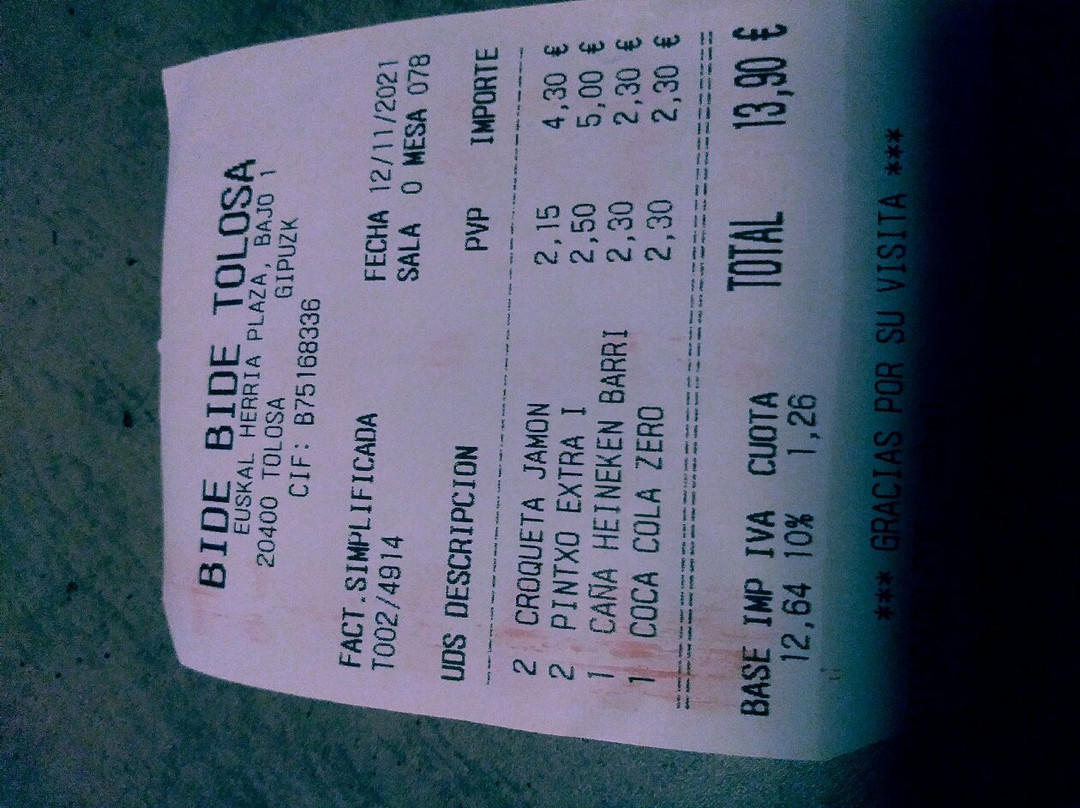 BIDE BIDE TOLOSA
EUSKAL HERRIA PLAZA, BAJO 1
20400 TOLOSA GIPUZK
CIF: B75168336
FACT.SIMPLIFICADA FECHA 12/11/2021
T002/4914 SALA 0 MESA 078
UDS DESCRIPCION PVP IMPORTE
2 CROQUETA JAMON 2,15 4,30 €
2 PINTXO EXTRA I 2,50 5,00 €
1 CAÑA HEINEKEN BARRI 2,30 2,30 €
1 COCA COLA ZERO 2,30 2,30 €
BASE IMP IVA CUOTA TOTAL 13,90 €
12,64 10% 1,26
*** GRACIAS POR SU VISITA ***